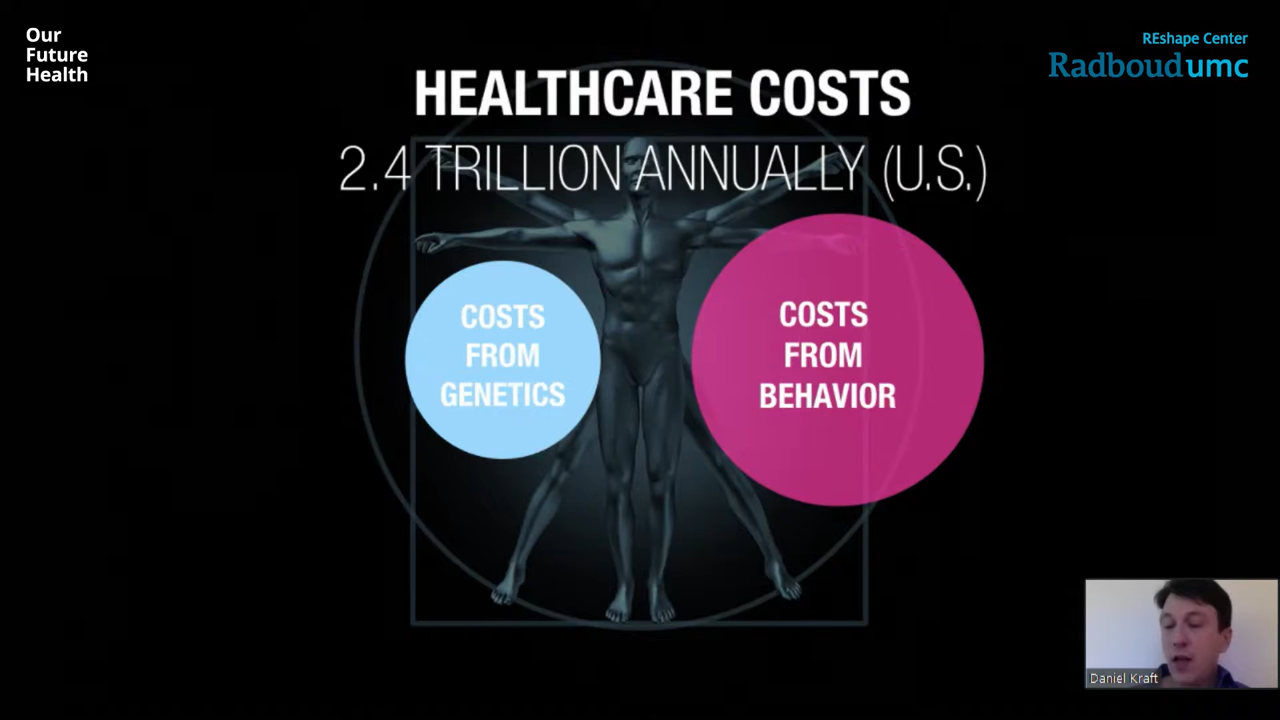 Our
Future
Health
REshape Center
Radboudumc
HEALTHCARE COSTS
2.4 TRILLION ANNUALLY (U.S.)
COSTS
FROM
GENETICS
COSTS
FROM
BEHAVIOR
Daniel Kraft